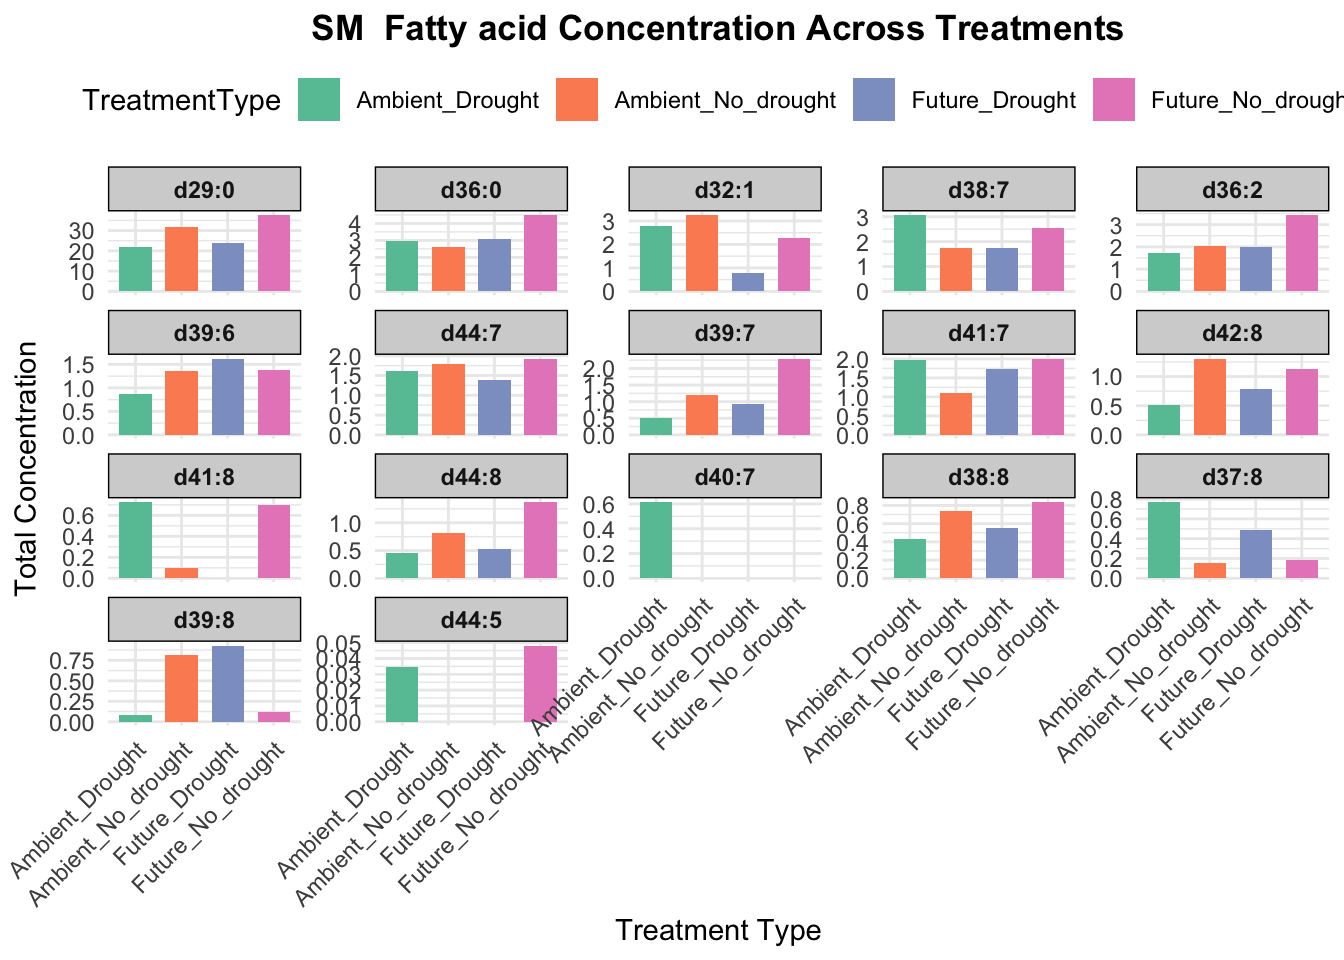 SM  Fatty acid Concentration Across Treatments
TreatmentType Ambient_Drought Ambient_No_drought Future_Drought Future_No_drough
d29:0 d36:0 d32:1 d38:7 d36:2
30 20 10 0
4 3 2 1 0
3 2 1 0
3 2 1 0
3 2 1 0
d39:6 d44:7 d39:7 d41:7 d42:8
1.5 1.0 0.5 0.0
2.0 1.5 1.0 0.5 0.0
2.0 1.5 1.0 0.5 0.0
2.0 1.5 1.0 0.5 0.0
1.0 0.5 0.0
d41:8 d44:8 d40:7 d38:8 d37:8
0.6 0.4 0.2 0.0
1.0 0.5 0.0
0.6 0.4 0.2 0.0
0.8 0.6 0.4 0.2 0.0
0.8 0.6 0.4 0.2 0.0
Ambient_Drought Ambient_No_drought Future_Drought Future_No_drought
Ambient_Drought Ambient_No_drought Future_Drought Future_No_drought
Ambient_Drought Ambient_No_drought Future_Drought Future_No_drought
d39:8 d44:5
0.75 0.50 0.25 0.00
0.05 0.04 0.03 0.02 0.01 0.00
Ambient_Drought Ambient_No_drought Future_Drought Future_No_drought
Ambient_Drought Ambient_No_drought Future_Drought Future_No_drought
Total Concentration
Treatment Type